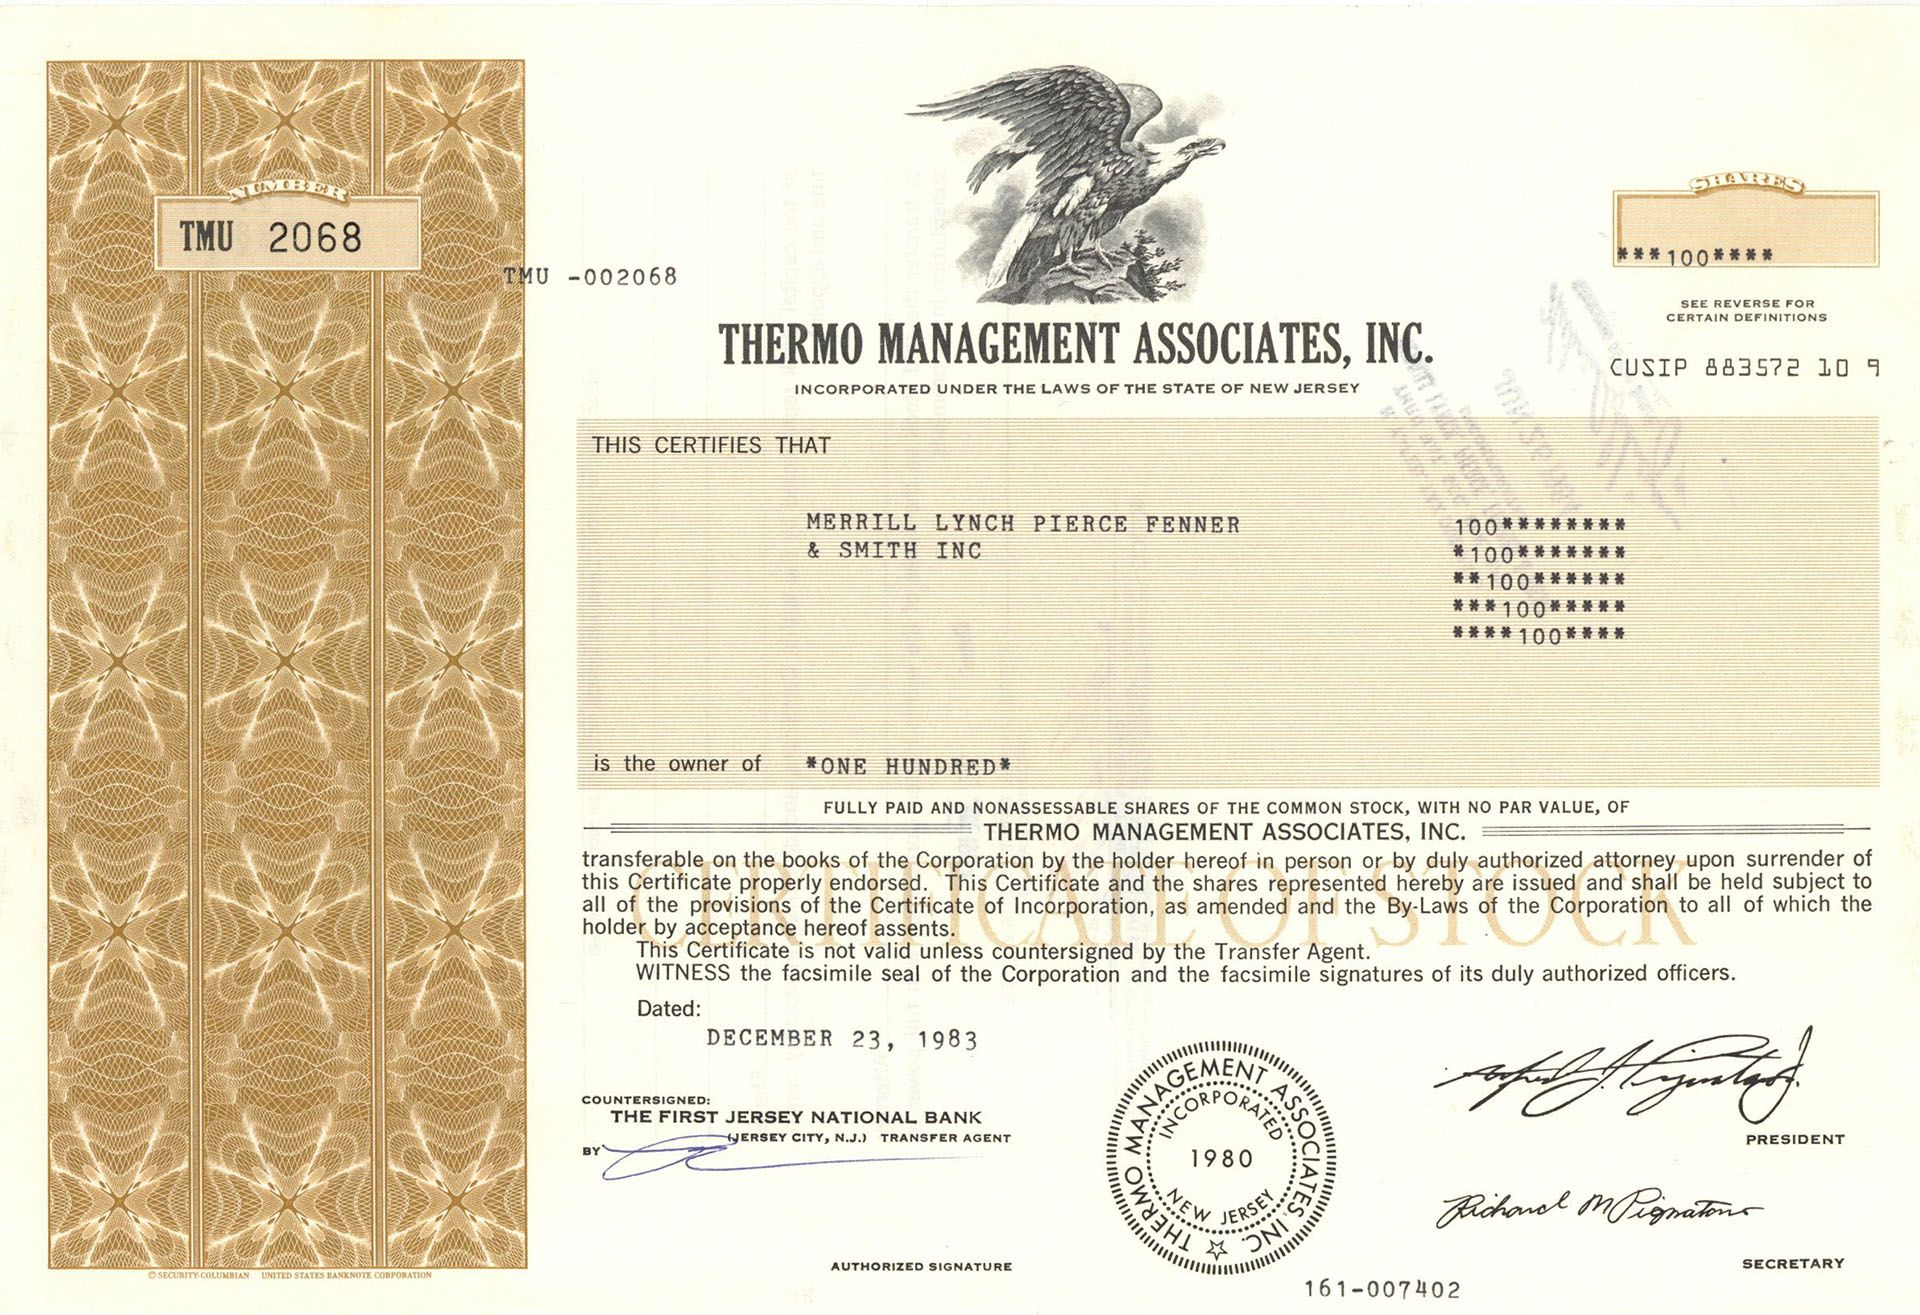 NUMBER
TMU 2068
TMU -002068
SHARES
***100****
SEE REVERSE FOR
CERTAIN DEFINITIONS
CUSIP 883572 10 9
THERMO MANAGEMENT ASSOCIATES, INC.
INCORPORATED UNDER THE LAWS OF THE STATE OF NEW JERSEY
THIS CERTIFIES THAT
MERRILL LYNCH PIERCE FENNER
& SMITH INC
100********
*100*******
**100******
***100*****
****100****
is the owner of *ONE HUNDRED*
FULLY PAID AND NONASSESSABLE SHARES OF THE COMMON STOCK, WITH NO PAR VALUE, OF
THERMO MANAGEMENT ASSOCIATES, INC.
CERTIFICATE OF STOCK
transferable on the books of the Corporation by the holder hereof in person or by duly authorized attorney upon surrender of
this Certificate properly endorsed. This Certificate and the shares represented hereby are issued and shall be held subject to
all of the provisions of the Certificate of Incorporation, as amended and the By-Laws of the Corporation to all of which the
holder by acceptance hereof assents.
This Certificate is not valid unless countersigned by the Transfer Agent.
WITNESS the facsimile seal of the Corporation and the facsimile signatures of its duly authorized officers.
Dated:
DECEMBER 23, 1983
COUNTERSIGNED:
THE FIRST JERSEY NATIONAL BANK
(JERSEY CITY, N.J.) TRANSFER AGENT
BY
AUTHORIZED SIGNATURE
THERMO MANAGEMENT ASSOCIATES, INC.
INCORPORATED
1980
NEW JERSEY
PRESIDENT
Richard M Pignatore
SECRETARY
161-007402
© SECURITY-COLUMBIAN UNITED STATES BANKNOTE CORPORATION